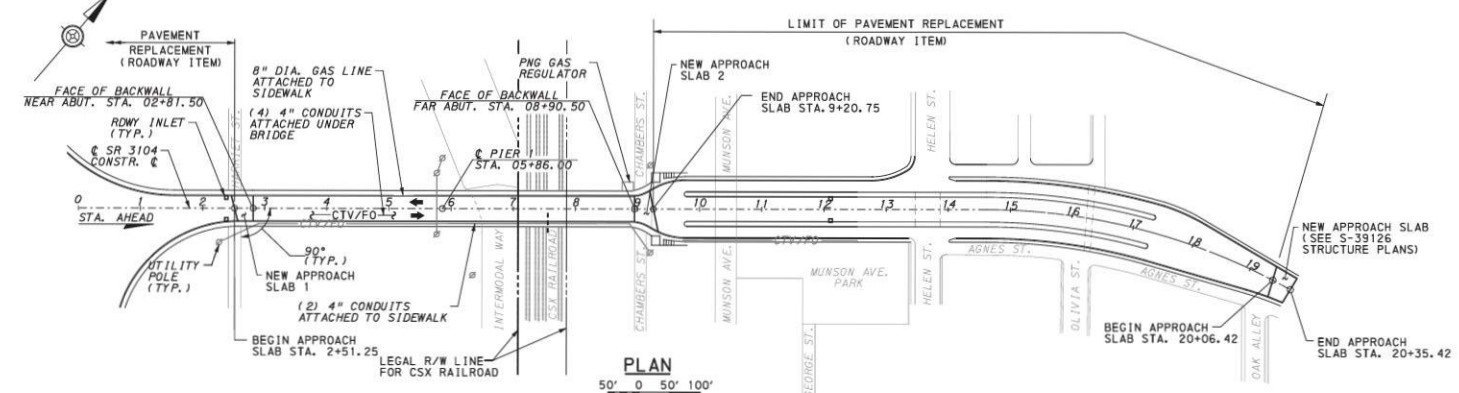 PAVEMENT
REPLACEMENT
(ROADWAY ITEM)
LIMIT OF PAVEMENT REPLACEMENT
(ROADWAY ITEM)
FACE OF BACKWALL
NEAR ABUT. STA. 02+81.50
RDWY INLET
(TYP.)
℄ SR 3104
CONSTR. ℄
8" DIA. GAS LINE
ATTACHED TO
SIDEWALK
(4) 4" CONDUITS
ATTACHED UNDER
BRIDGE
PNG GAS
REGULATOR
FACE OF BACKWALL
FAR ABUT. STA. 08+90.50
℄ PIER 1
STA. 05+86.00
NEW APPROACH
SLAB 2
END APPROACH
SLAB STA.9+20.75
CHAMBERS ST.
MUNSON AVE.
HELEN ST.
0 1 2 3 4 5 6 7 8 9 10 11 12 13 14 15 16 17 18 19
STA. AHEAD
CTV/FO
CTV/FO
CTV/FO
90°
(TYP.)
UTILITY
POLE
(TYP.)
NEW APPROACH
SLAB 1
(2) 4" CONDUITS
ATTACHED TO SIDEWALK
BEGIN APPROACH
SLAB STA. 2+51.25
LEGAL R/W LINE
FOR CSX RAILROAD
INTERMODAL WAY
CSX RAILROAD
CHAMBERS ST.
MUNSON AVE.
MUNSON AVE.
PARK
GEORGE ST.
HELEN ST.
AGNES ST.
OLIVIA ST.
AGNES ST.
OAK ALLEY
NEW APPROACH SLAB
(SEE S-39126
STRUCTURE PLANS)
BEGIN APPROACH
SLAB STA. 20+06.42
END APPROACH
SLAB STA. 20+35.42
PLAN
50' 0 50' 100'